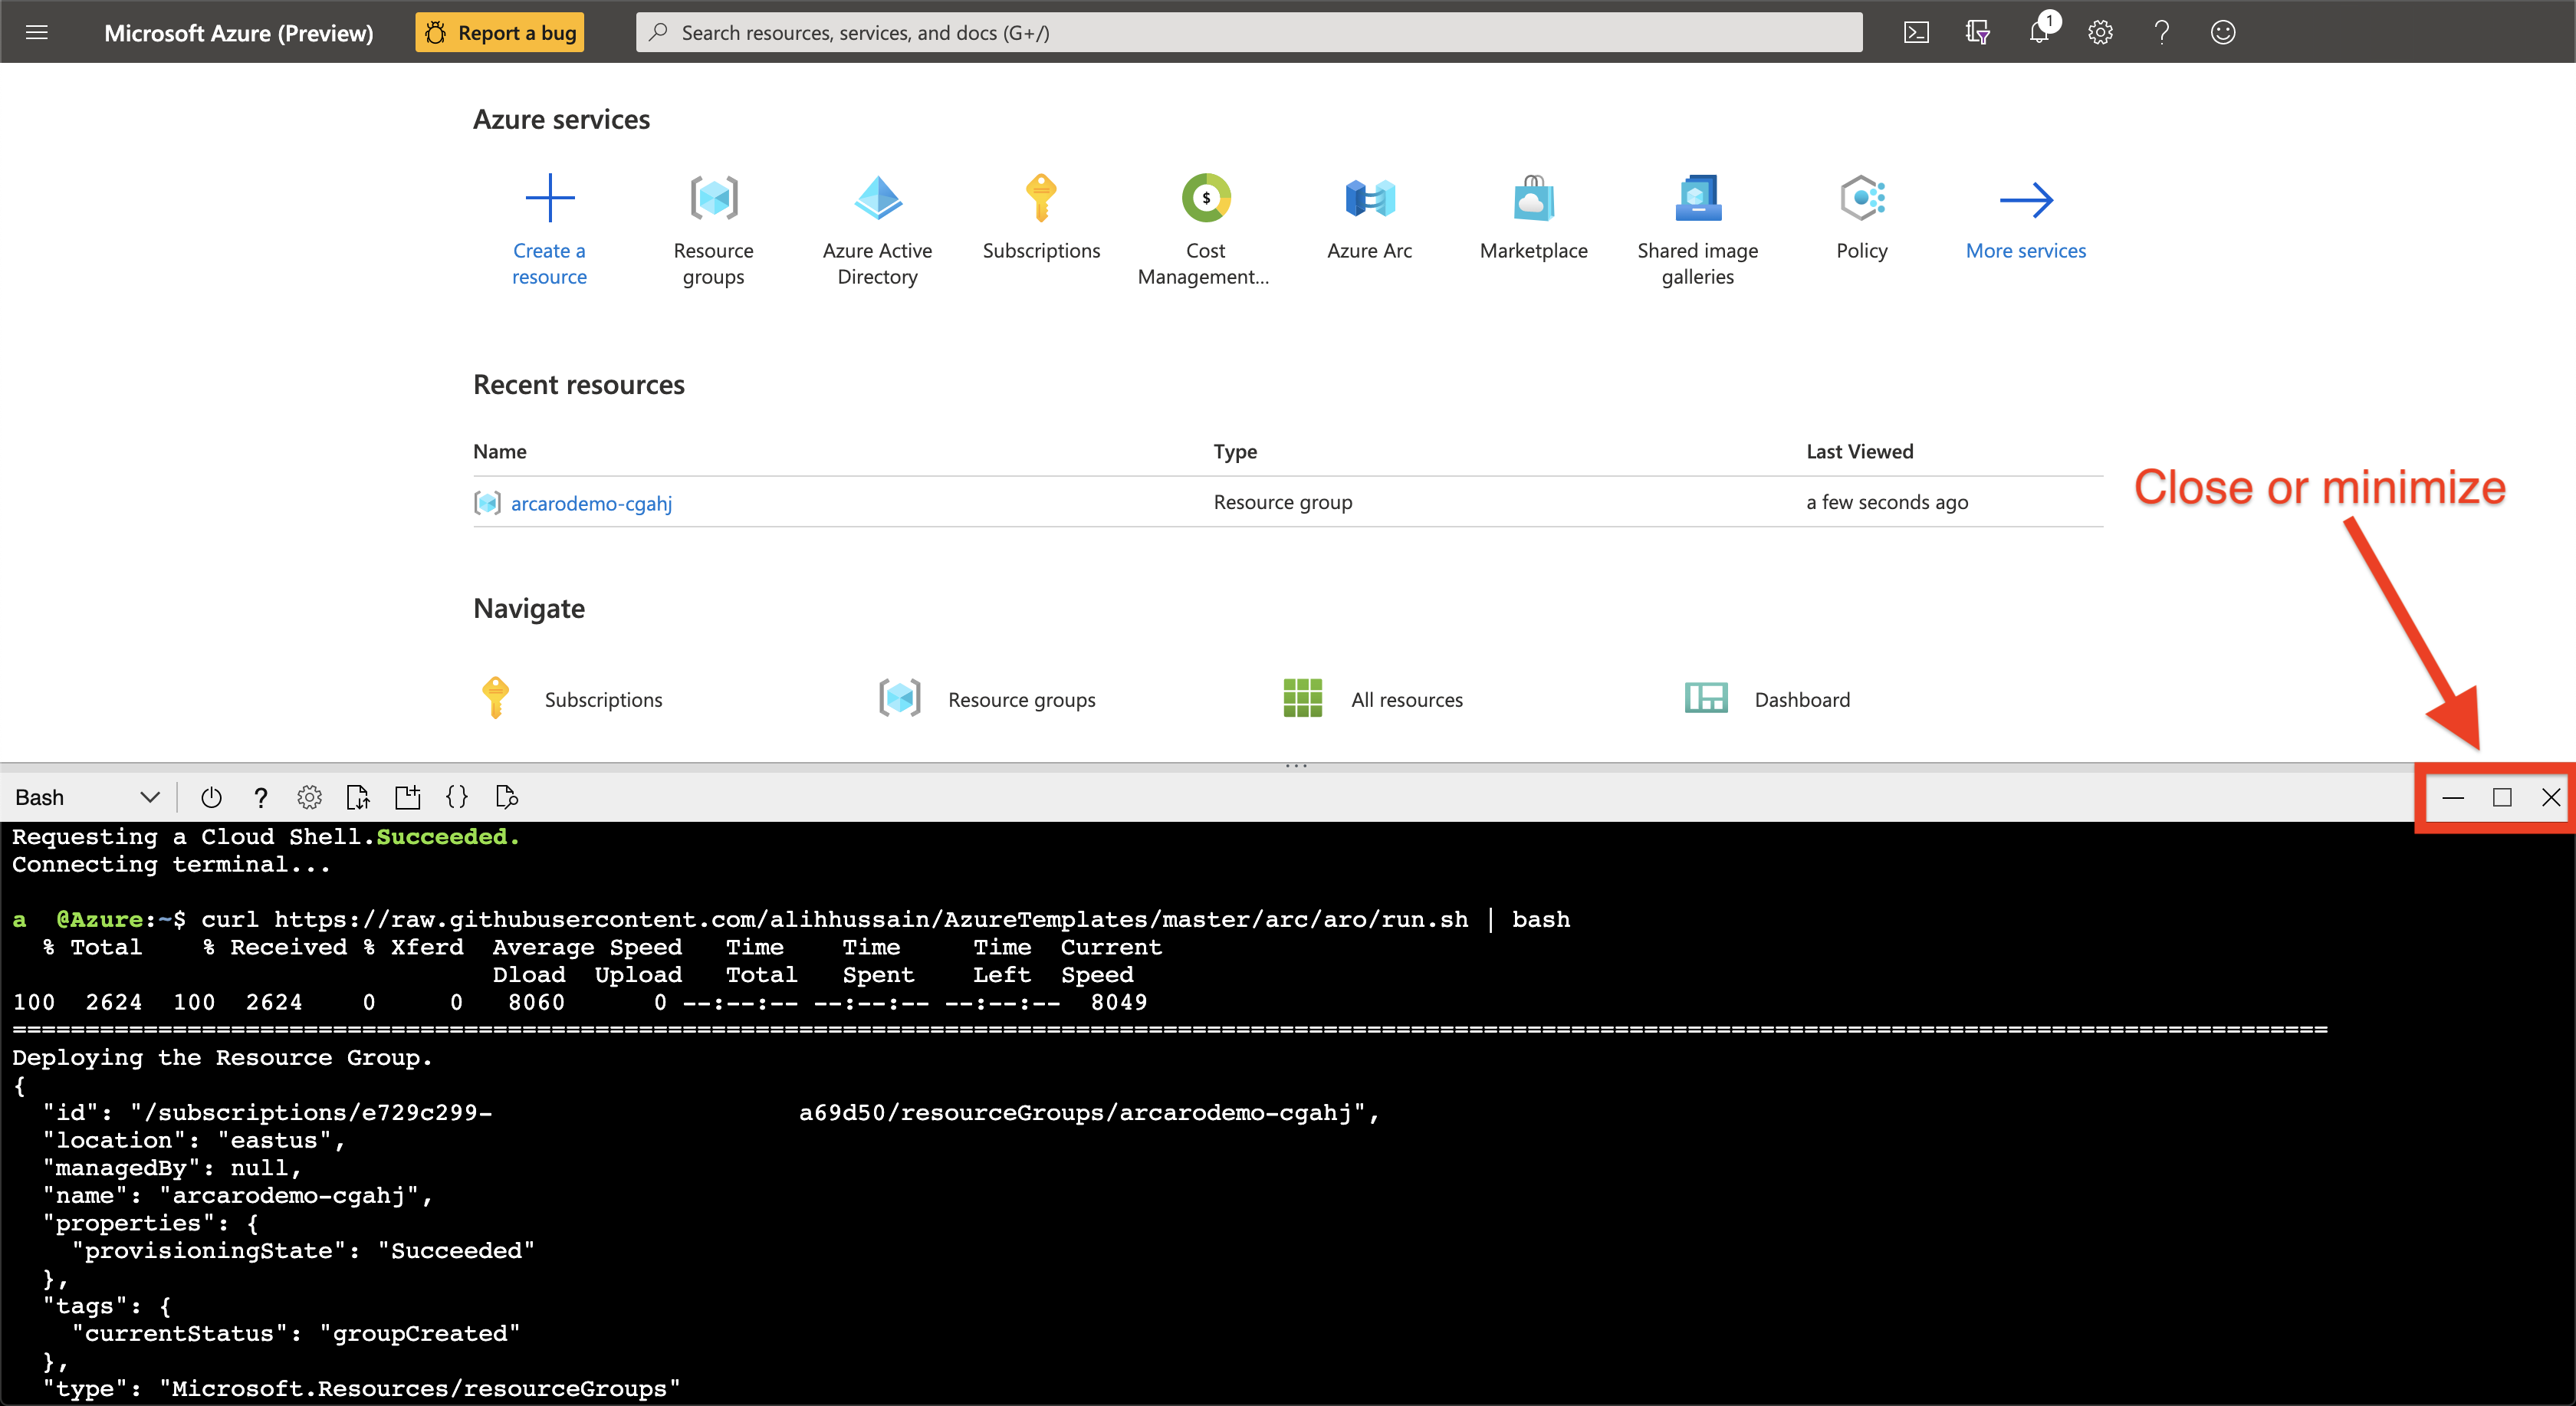 Microsoft Azure (Preview)
Report a bug
Search resources, services, and docs (G+/)
1
Azure services
Create a resource
Resource groups
Azure Active Directory
Subscriptions
$
Cost Management...
Azure Arc
Marketplace
Shared image galleries
Policy
More services
Recent resources
Name Type Last Viewed
arcarodemo-cgahj Resource group a few seconds ago
Close or minimize
Navigate
Subscriptions
Resource groups
All resources
Dashboard
Bash
Requesting a Cloud Shell.Succeeded.
Connecting terminal...
a @Azure:~$ curl https://raw.githubusercontent.com/alihhussain/AzureTemplates/master/arc/aro/run.sh | bash
% Total % Received % Xferd Average Speed Time Time Time Current
Dload Upload Total Spent Left Speed
100 2624 100 2624 0 0 8060 0 --:--:-- --:--:-- --:--:-- 8049
===============================================================================================================================================================
Deploying the Resource Group.
{
"id": "/subscriptions/e729c299- a69d50/resourceGroups/arcarodemo-cgahj",
"location": "eastus",
"managedBy": null,
"name": "arcarodemo-cgahj",
"properties": {
"provisioningState": "Succeeded"
},
"tags": {
"currentStatus": "groupCreated"
},
"type": "Microsoft.Resources/resourceGroups"